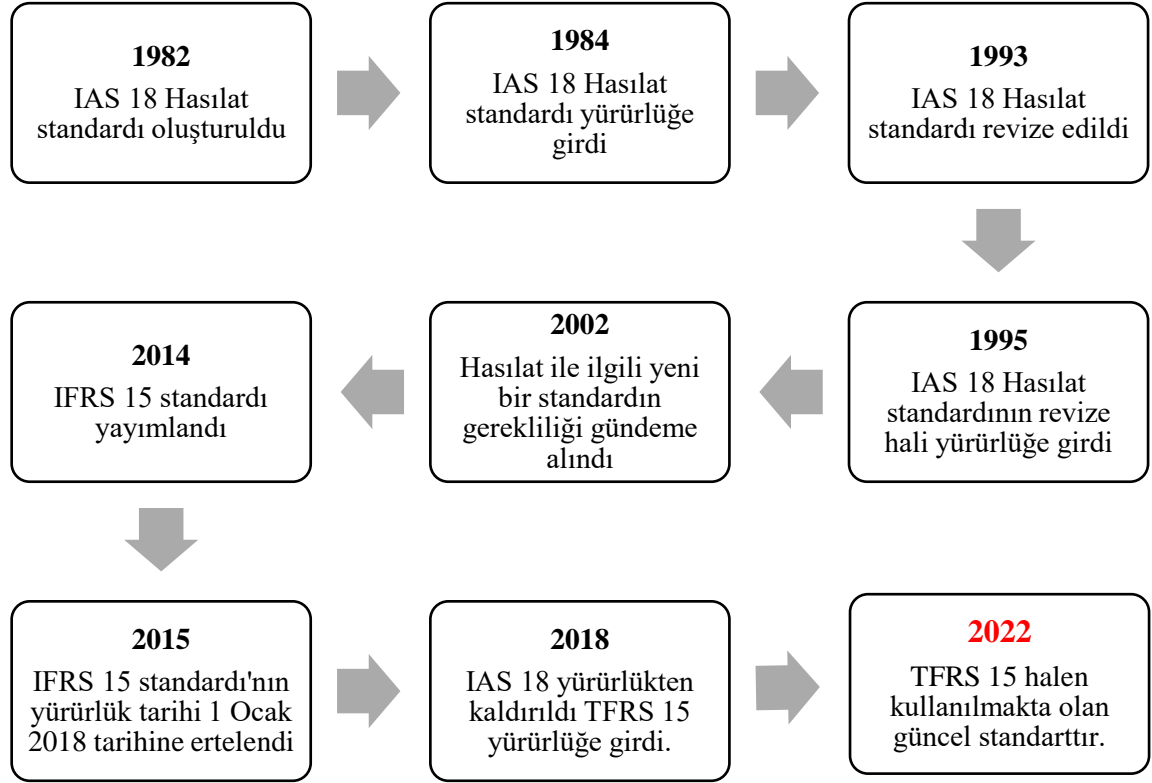 1982
IAS 18 Hasılat
standardı oluşturuldu
1984
IAS 18 Hasılat
standardı yürürlüğe
girdi
1993
IAS 18 Hasılat
standardı revize edildi
1995
IAS 18 Hasılat
standardının revize
hali yürürlüğe girdi
2002
Hasılat ile ilgili yeni
bir standardın
gerekliliği gündeme
alındı
2014
IFRS 15 standardı
yayımlandı
2015
IFRS 15 standardı'nın
yürürlük tarihi 1 Ocak
2018 tarihine ertelendi
2018
IAS 18 yürürlükten
kaldırıldı TFRS 15
yürürlüğe girdi.
2022
TFRS 15 halen
kullanılmakta olan
güncel standarttır.